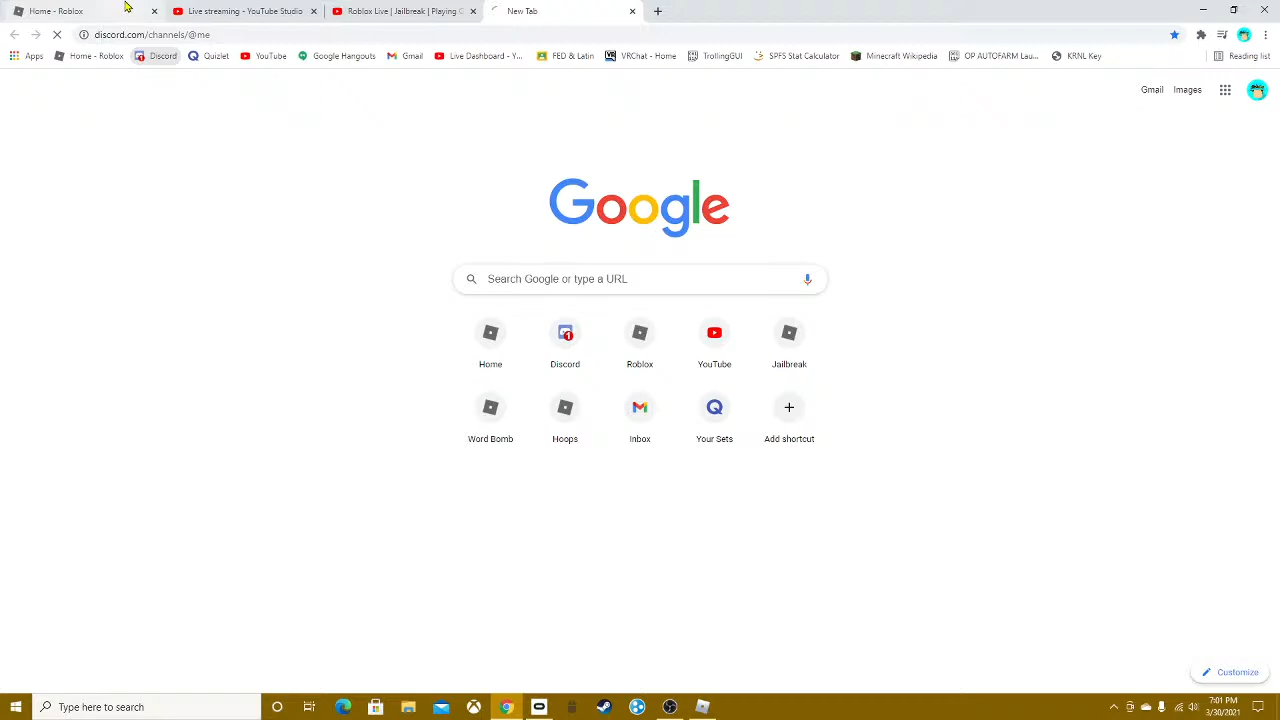 Home - Roblox
Live streaming - YouTube Studio
Roblox Live | Jailbreak | Playing
New Tab
discord.com/channels/@me
Apps
Home - Roblox
Discord
Quizlet
YouTube
Google Hangouts
Gmail
Live Dashboard - Y...
FED & Latin
VRChat - Home
TrollingGUI
SPFS Stat Calculator
Minecraft Wikipedia
OP AUTOFARM Lau...
KRNL Key
Reading list
Gmail
Images
Google
Search Google or type a URL
Home
Discord
Roblox
YouTube
Jailbreak
Word Bomb
Hoops
Inbox
Your Sets
Add shortcut
Customize
Type here to search
7:01 PM
3/30/2021